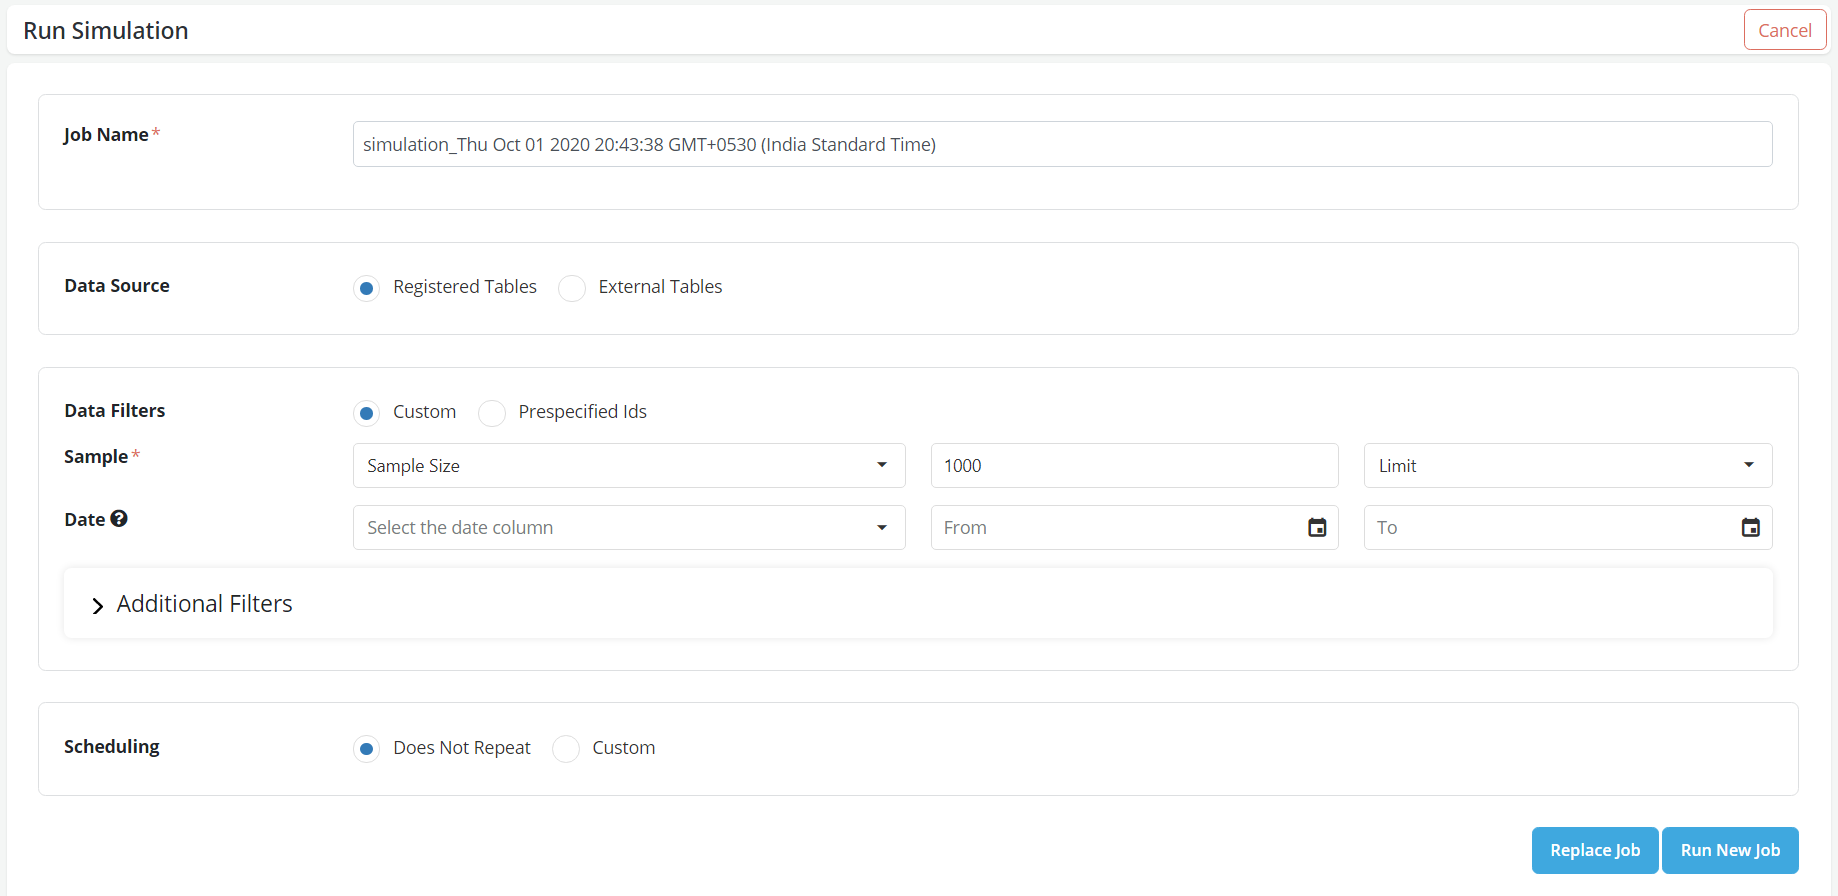 Run Simulation
Cancel
Job Name*
simulation_Thu Oct 01 2020 20:43:38 GMT+0530 (India Standard Time)
Data Source
Registered Tables
External Tables
Data Filters
Custom
Prespecified Ids
Sample*
Sample Size
1000
Limit
Date ?
Select the date column
From
To
Additional Filters
Scheduling
Does Not Repeat
Custom
Replace Job
Run New Job